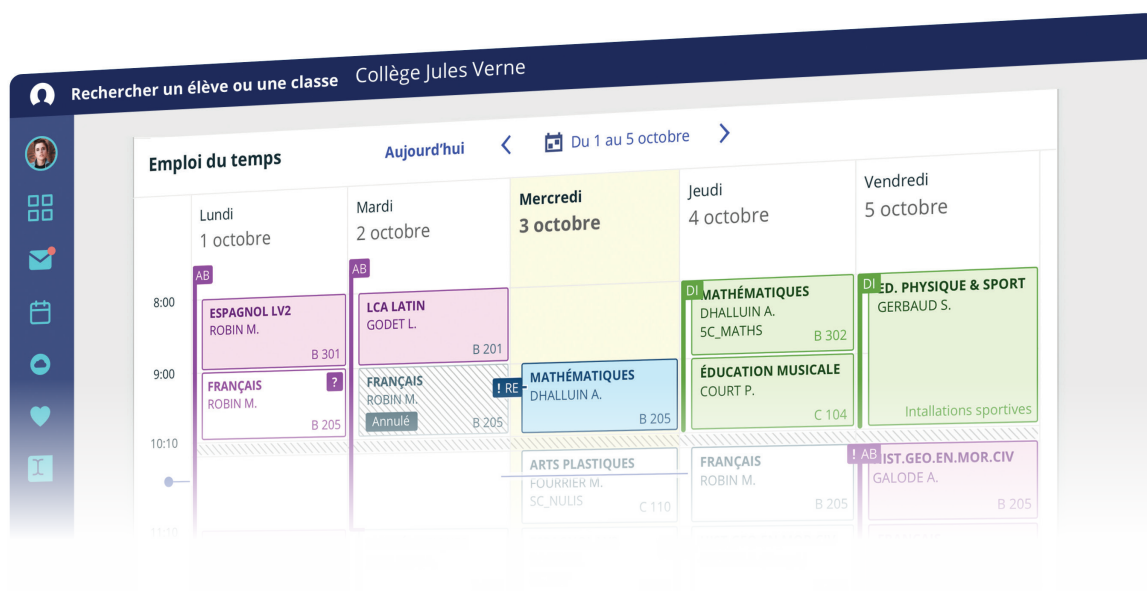 Rechercher un élève ou une classe Collège Jules Verne
Emploi du temps
Aujourd'hui
Du 1 au 5 octobre
Lundi
1 octobre
Mardi
2 octobre
Mercredi
3 octobre
Jeudi
4 octobre
Vendredi
5 octobre
8:00
9:00
10:10
11:10
AB
ESPAGNOL LV2
ROBIN M.
B 301
FRANÇAIS
?
ROBIN M.
B 205
AB
LCA LATIN
GODET L.
B 201
FRANÇAIS
ROBIN M.
Annulé
B 205
! RE
MATHÉMATIQUES
DHALLUIN A.
B 205
ARTS PLASTIQUES
FOURRIER M.
SC_NULIS
C 110
DI
MATHÉMATIQUES
DHALLUIN A.
5C_MATHS
B 302
ÉDUCATION MUSICALE
COURT P.
C 104
FRANÇAIS
ROBIN M.
B 205
DI
ED. PHYSIQUE & SPORT
GERBAUD S.
Intallations sportives
! AB
IST.GEO.EN.MOR.CIV
GALODE A.
B 205